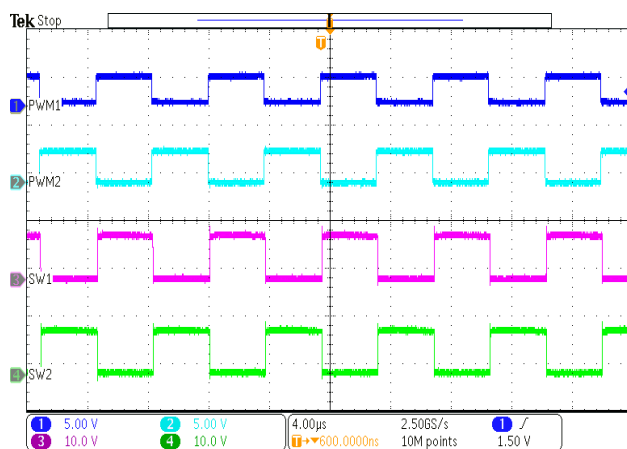 Tek Stop
T
T
1 PWM1
2 PWM2
3 SW1
4 SW2
1 5.00 V 2 5.00 V 4.00µs 2.50GS/s 1 ∫ 
3 10.0 V 4 10.0 V T→▼600.0000ns 10M points 1.50 V